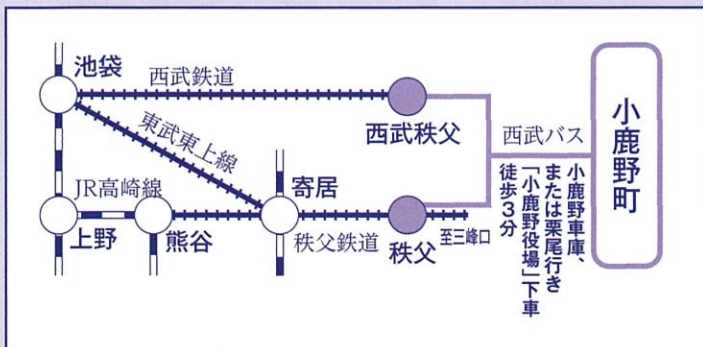 池袋
西武鉄道
西武秩父
東武東上線
西武バス
小鹿野町
小鹿野車庫、
または栗尾行き
「小鹿野役場」下車
徒歩3分
JR高崎線
寄居
上野
熊谷
秩父鉄道
秩父
至三峰口